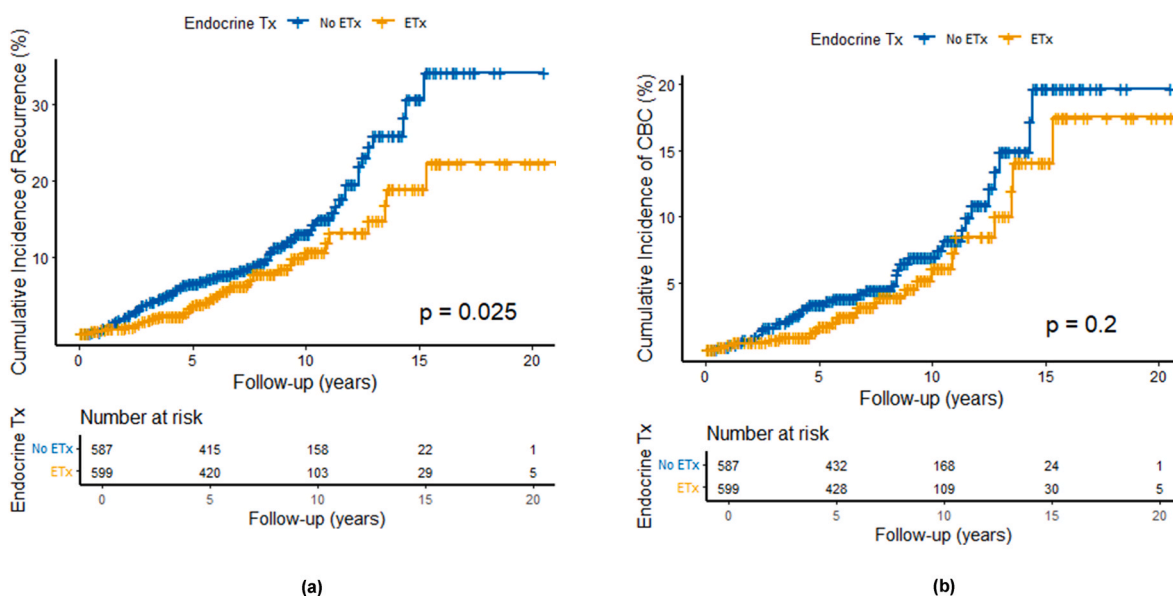 Endocrine Tx No ETx ETx
Cumulative Incidence of Recurrence (%)
30
20
10
p = 0.025
0 5 10 15 20
Follow-up (years)
Number at risk
Endocrine Tx
No ETx 587 415 158 22 1
ETx 599 420 103 29 5
0 5 10 15 20
Follow-up (years)
(a)
Endocrine Tx No ETx ETx
Cumulative Incidence of CBC (%)
20
15
10
5
p = 0.2
0 5 10 15 20
Follow-up (years)
Number at risk
Endocrine Tx
No ETx 587 432 168 24 1
ETx 599 428 109 30 5
0 5 10 15 20
Follow-up (years)
(b)